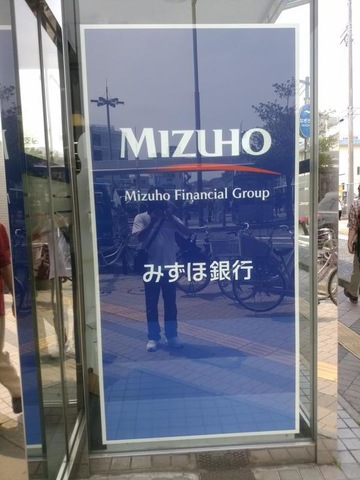 MIZUHO
Mizuho Financial Group
みずほ銀行